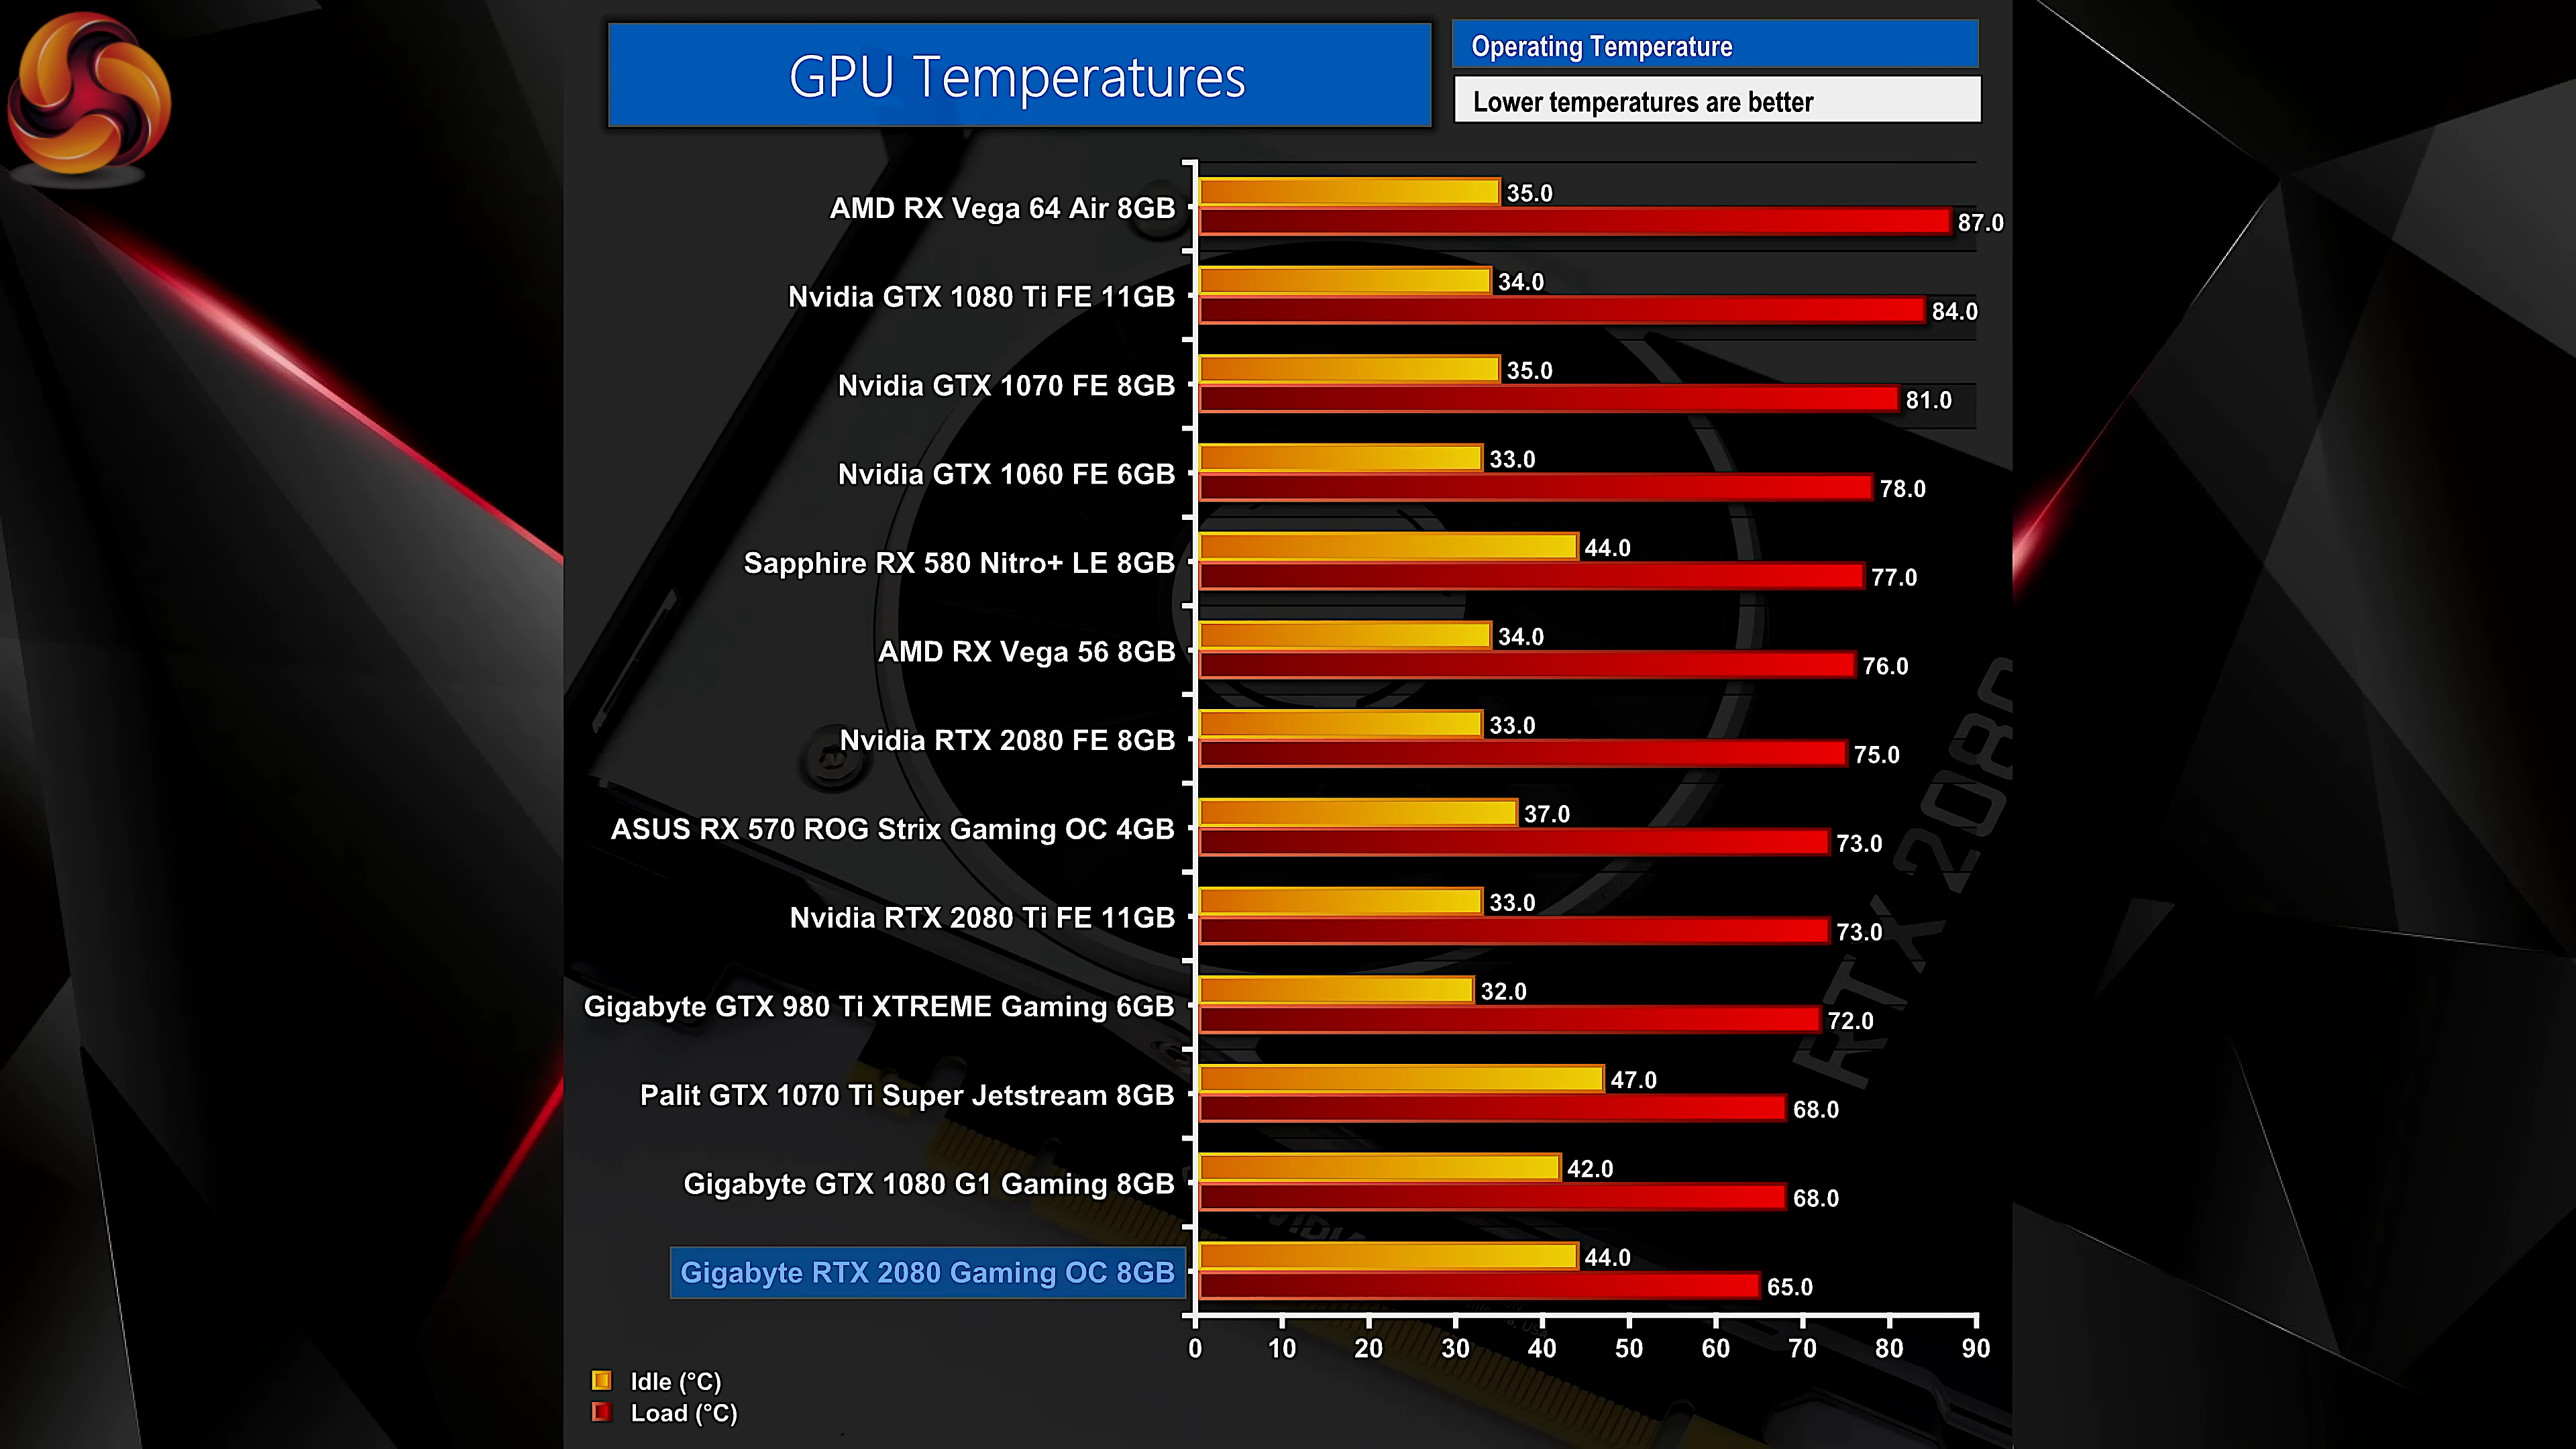 GPU Temperatures
Operating Temperature
Lower temperatures are better
AMD RX Vega 64 Air 8GB
35.0
87.0
Nvidia GTX 1080 Ti FE 11GB
34.0
84.0
Nvidia GTX 1070 FE 8GB
35.0
81.0
Nvidia GTX 1060 FE 6GB
33.0
78.0
Sapphire RX 580 Nitro+ LE 8GB
44.0
77.0
AMD RX Vega 56 8GB
34.0
76.0
Nvidia RTX 2080 FE 8GB
33.0
75.0
ASUS RX 570 ROG Strix Gaming OC 4GB
37.0
73.0
Nvidia RTX 2080 Ti FE 11GB
33.0
73.0
Gigabyte GTX 980 Ti XTREME Gaming 6GB
32.0
72.0
Palit GTX 1070 Ti Super Jetstream 8GB
47.0
68.0
Gigabyte GTX 1080 G1 Gaming 8GB
42.0
68.0
Gigabyte RTX 2080 Gaming OC 8GB
44.0
65.0
0 10 20 30 40 50 60 70 80 90
Idle (°C)
Load (°C)
RTX 2080